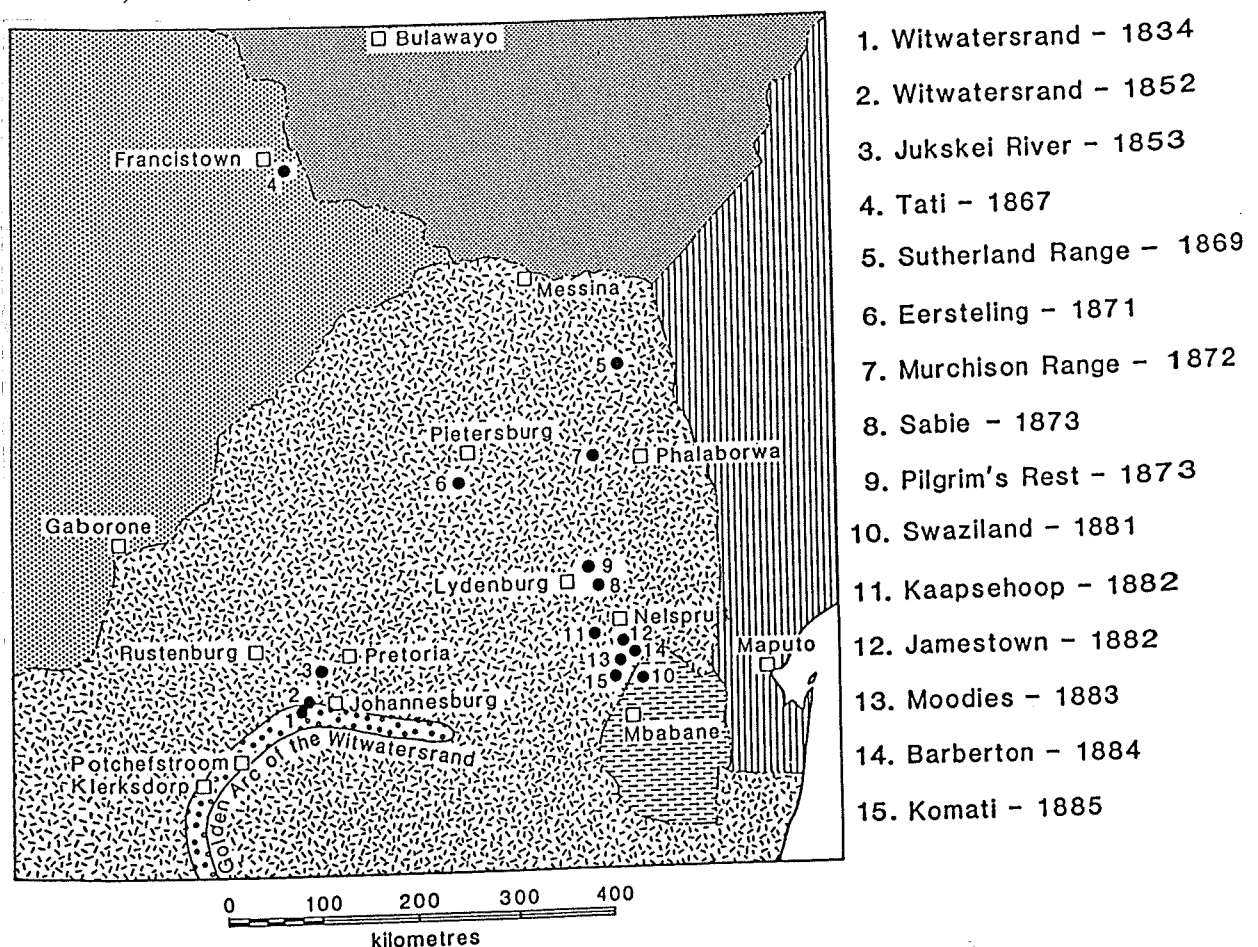 Bulawayo
Francistown
4
Messina
5
Pietersburg
7
Phalaborwa
6
Gaborone
9
Lydenburg
8
Nelspru
11
12
Rustenburg
Pretoria
14
Maputo
3
13
15
10
2
Johannesburg
1
Mbabane
Golden Arc of the Witwatersrand
Potchefstroom
Klerksdorp
0 100 200 300 400
kilometres
1. Witwatersrand - 1834
2. Witwatersrand - 1852
3. Jukskei River - 1853
4. Tati - 1867
5. Sutherland Range - 1869
6. Eersteling - 1871
7. Murchison Range - 1872
8. Sabie - 1873
9. Pilgrim's Rest - 1873
10. Swaziland - 1881
11. Kaapsehoop - 1882
12. Jamestown - 1882
13. Moodies - 1883
14. Barberton - 1884
15. Komati - 1885